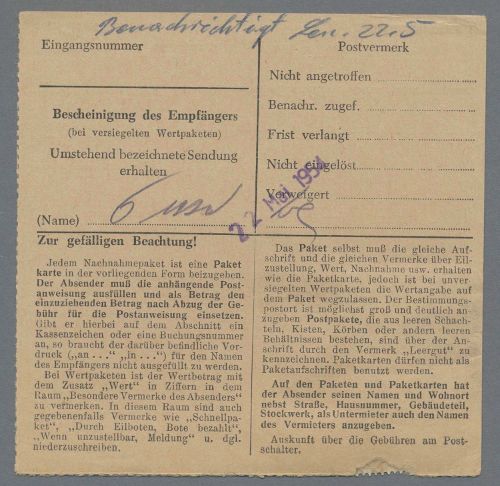 Benachrichtigt Len. 22.5
Eingangsnummer
Postvermerk
Nicht angetroffen
Benachr. zugef.
Frist verlangt
Nicht eingelöst
Verweigert
22. Mai 1951
Bescheinigung des Empfängers
(bei versiegelten Wertpaketen)
Umstehend bezeichnete Sendung
erhalten
(Name)
Zur gefälligen Beachtung!
Jedem Nachnahmepaket ist eine Paket
karte in der vorliegenden Form beizugeben.
Der Absender muß die anhängende Post-
anweisung ausfüllen und als Betrag den
einzuziehenden Betrag nach Abzug der Ge-
bühr für die Postanweisung einsetzen.
Gibt er hierbei auf dem Abschnitt ein
Kassenzeichen oder eine Buchungsnummer
an, so braucht der darüber befindliche Vor-
druck („an . . .“ „in . . .“) für den Namen
des Empfängers nicht ausgefüllt zu werden.
Bei Wertpaketen ist der Wertbetrag mit
dem Zusatz „Wert“ in Ziffern in dem
Raum „Besondere Vermerke des Absenders“
zu vermerken. In diesem Raum sind auch
gegebenenfalls Vermerke wie „Schnellpa-
ket“, „Durch Eilboten, Bote bezahlt“,
„Wenn unzustellbar, Meldung“ u. dgl.
niederzuschreiben.
Das Paket selbst muß die gleiche Auf-
schrift und die gleichen Vermerke über Eil-
zustellung, Wert, Nachnahme usw. erhalten
wie die Paketkarte, jedoch ist bei unver-
siegelten Wertpaketen die Wertangabe auf
dem Paket wegzulassen. Der Bestimmungs-
postort ist möglichst groß und deutlich an-
zugeben. Postpakete, die aus leeren Schach-
teln, Kisten, Körben oder andern leeren
Behältnissen bestehen, sind über der An-
schrift durch den Vermerk „Leergut“ zu
kennzeichnen. Paketkarten dürfen nicht als
Paketaufschriften benutzt werden.
Auf den Paketen und Paketkarten hat
der Absender seinen Namen und Wohnort
nebst Straße, Hausnummer, Gebäudeteil,
Stockwerk, als Untermieter auch den Namen
des Vermieters anzugeben.
Auskunft über die Gebühren am Post-
schalter.